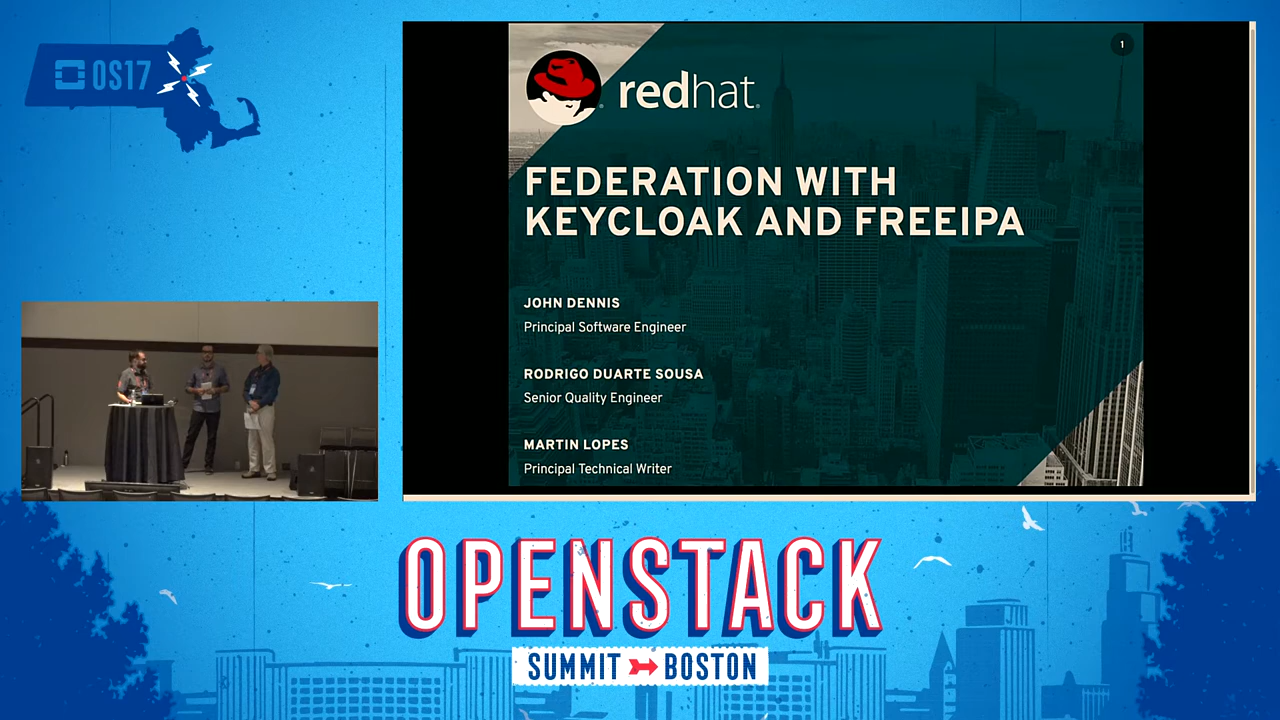 OS17
1
redhat.
FEDERATION WITH
KEYCLOAK AND FREEIPA
JOHN DENNIS
Principal Software Engineer
RODRIGO DUARTE SOUSA
Senior Quality Engineer
MARTIN LOPES
Principal Technical Writer
OPENSTACK
SUMMIT BOSTON